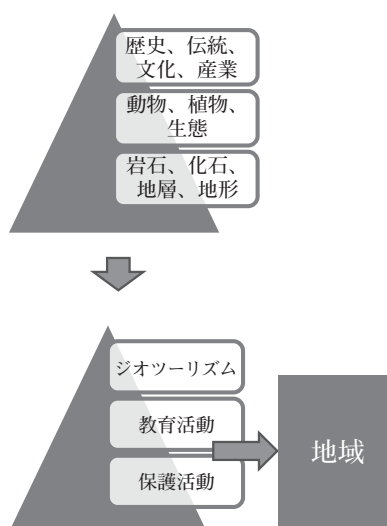 歴史、伝統、
文化、産業
動物、植物、
生態
岩石、化石、
地層、地形
ジオツーリズム
教育活動
保護活動
地域